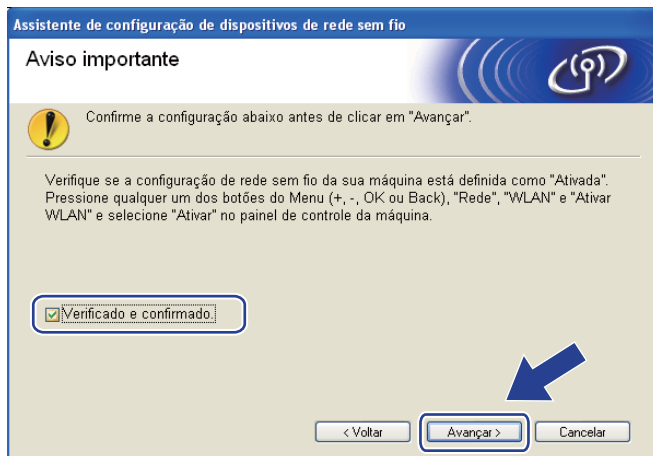 Assistente de configuração de dispositivos de rede sem fio
Aviso importante
Confirme a configuração abaixo antes de clicar em "Avançar".
Verifique se a configuração de rede sem fio da sua máquina está definida como "Ativada".
Pressione qualquer um dos botões do Menu (+, -, OK ou Back), "Rede", "WLAN" e "Ativar
WLAN" e selecione "Ativar" no painel de controle da máquina.
Verificado e confirmado.
< Voltar
Avançar >
Cancelar